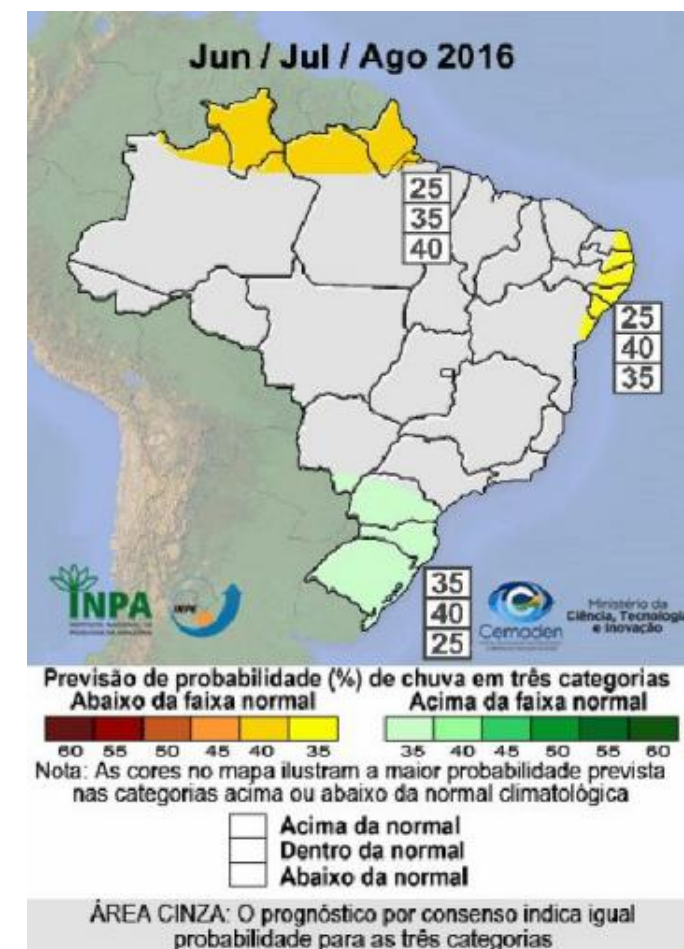 Jun / Jul / Ago 2016
25
35
40
25
40
35
35
40
25
INPA
INPE
Cemaden
Ministério da
Ciência, Tecnologia
e Inovação
Previsão de probabilidade (%) de chuva em três categorias
Abaixo da faixa normal
Acima da faixa normal
60 55 50 45 40 35
35 40 45 50 55 60
Nota: As cores no mapa ilustram a maior probabilidade prevista
nas categorias acima ou abaixo da normal climatológica
Acima da normal
Dentro da normal
Abaixo da normal
ÁREA CINZA: O prognóstico por consenso indica igual
probabilidade para as três categorias